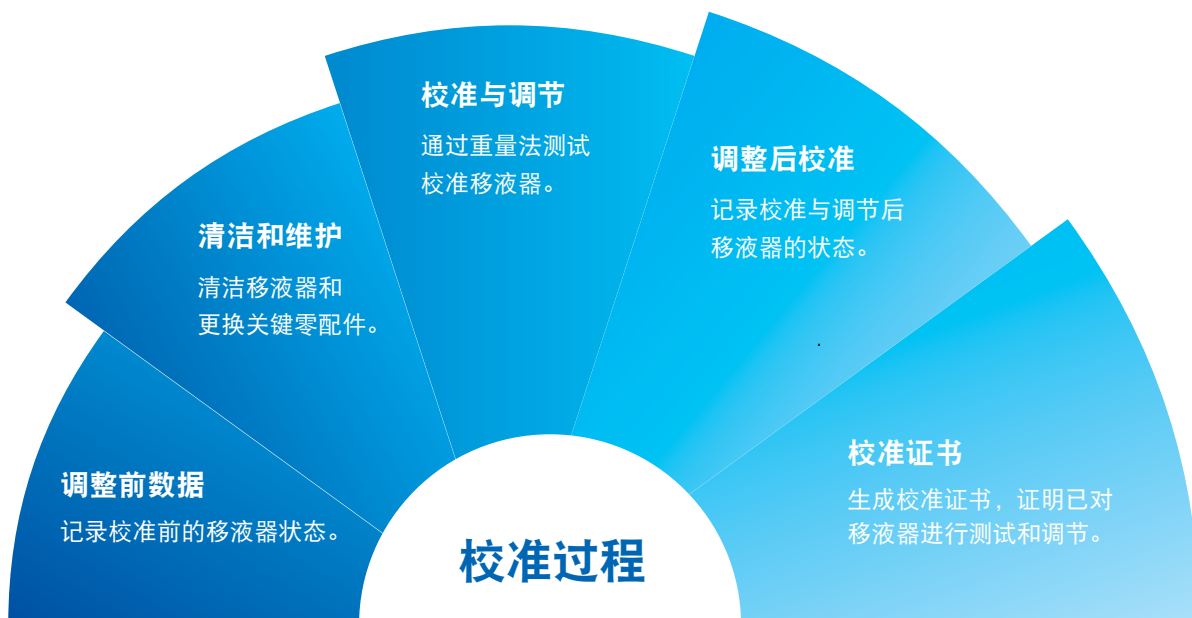 调整前数据
记录校准前的移液器状态。
清洁和维护
清洁移液器和
更换关键零配件。
校准与调节
通过重量法测试
校准移液器。
调整后校准
记录校准与调节后
移液器的状态。
校准证书
生成校准证书，证明已对
移液器进行测试和调节。
校准过程